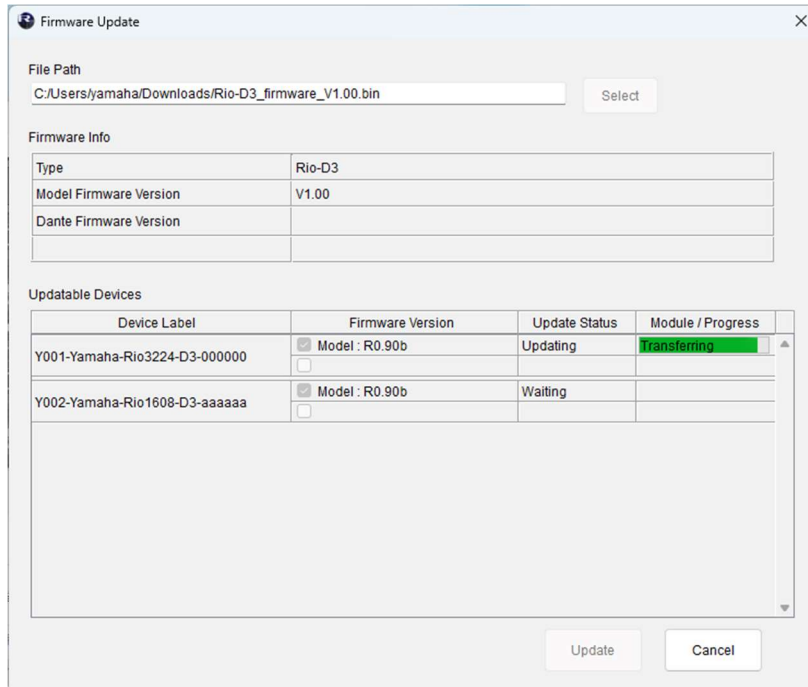 Firmware Update
File Path
C:/Users/yamaha/Downloads/Rio-D3_firmware_V1.00.bin Select
Firmware Info
Type Rio-D3
Model Firmware Version V1.00
Dante Firmware Version
Updatable Devices
Device Label Firmware Version Update Status Module / Progress
Y001-Yamaha-Rio3224-D3-000000 Model : R0.90b Updating Transferring
Y002-Yamaha-Rio1608-D3-aaaaaa Model : R0.90b Waiting
Update Cancel